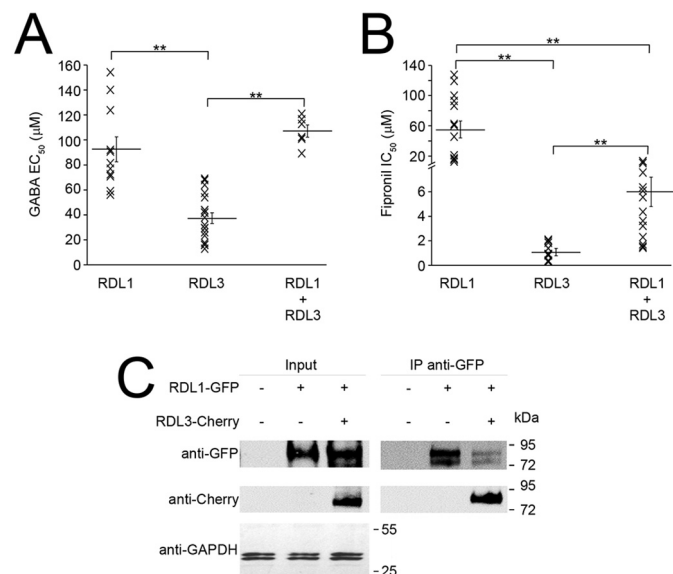 A
**
**
160
140
120
100
80
60
40
20
0
GABA EC50 (µM)
RDL1
RDL3
RDL1
+
RDL3
B
**
**
**
140
100
60
20
6
4
2
0
Fipronil IC50 (µM)
RDL1
RDL3
RDL1
+
RDL3
C
Input IP anti-GFP
RDL1-GFP - + + - + +
RDL3-Cherry - - + - - + kDa
anti-GFP - 95
- 72
anti-Cherry - 95
- 72
anti-GAPDH - 55
- 25